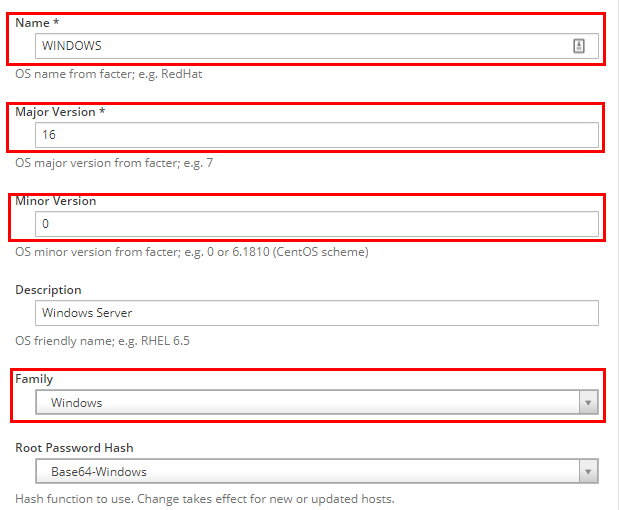 Name *
WINDOWS
OS name from facter; e.g. RedHat
Major Version *
16
OS major version from facter; e.g. 7
Minor Version
0
OS minor version from facter; e.g. 0 or 6.1810 (CentOS scheme)
Description
Windows Server
OS friendly name; e.g. RHEL 6.5
Family
Windows
Root Password Hash
Base64-Windows
Hash function to use. Change takes effect for new or updated hosts.